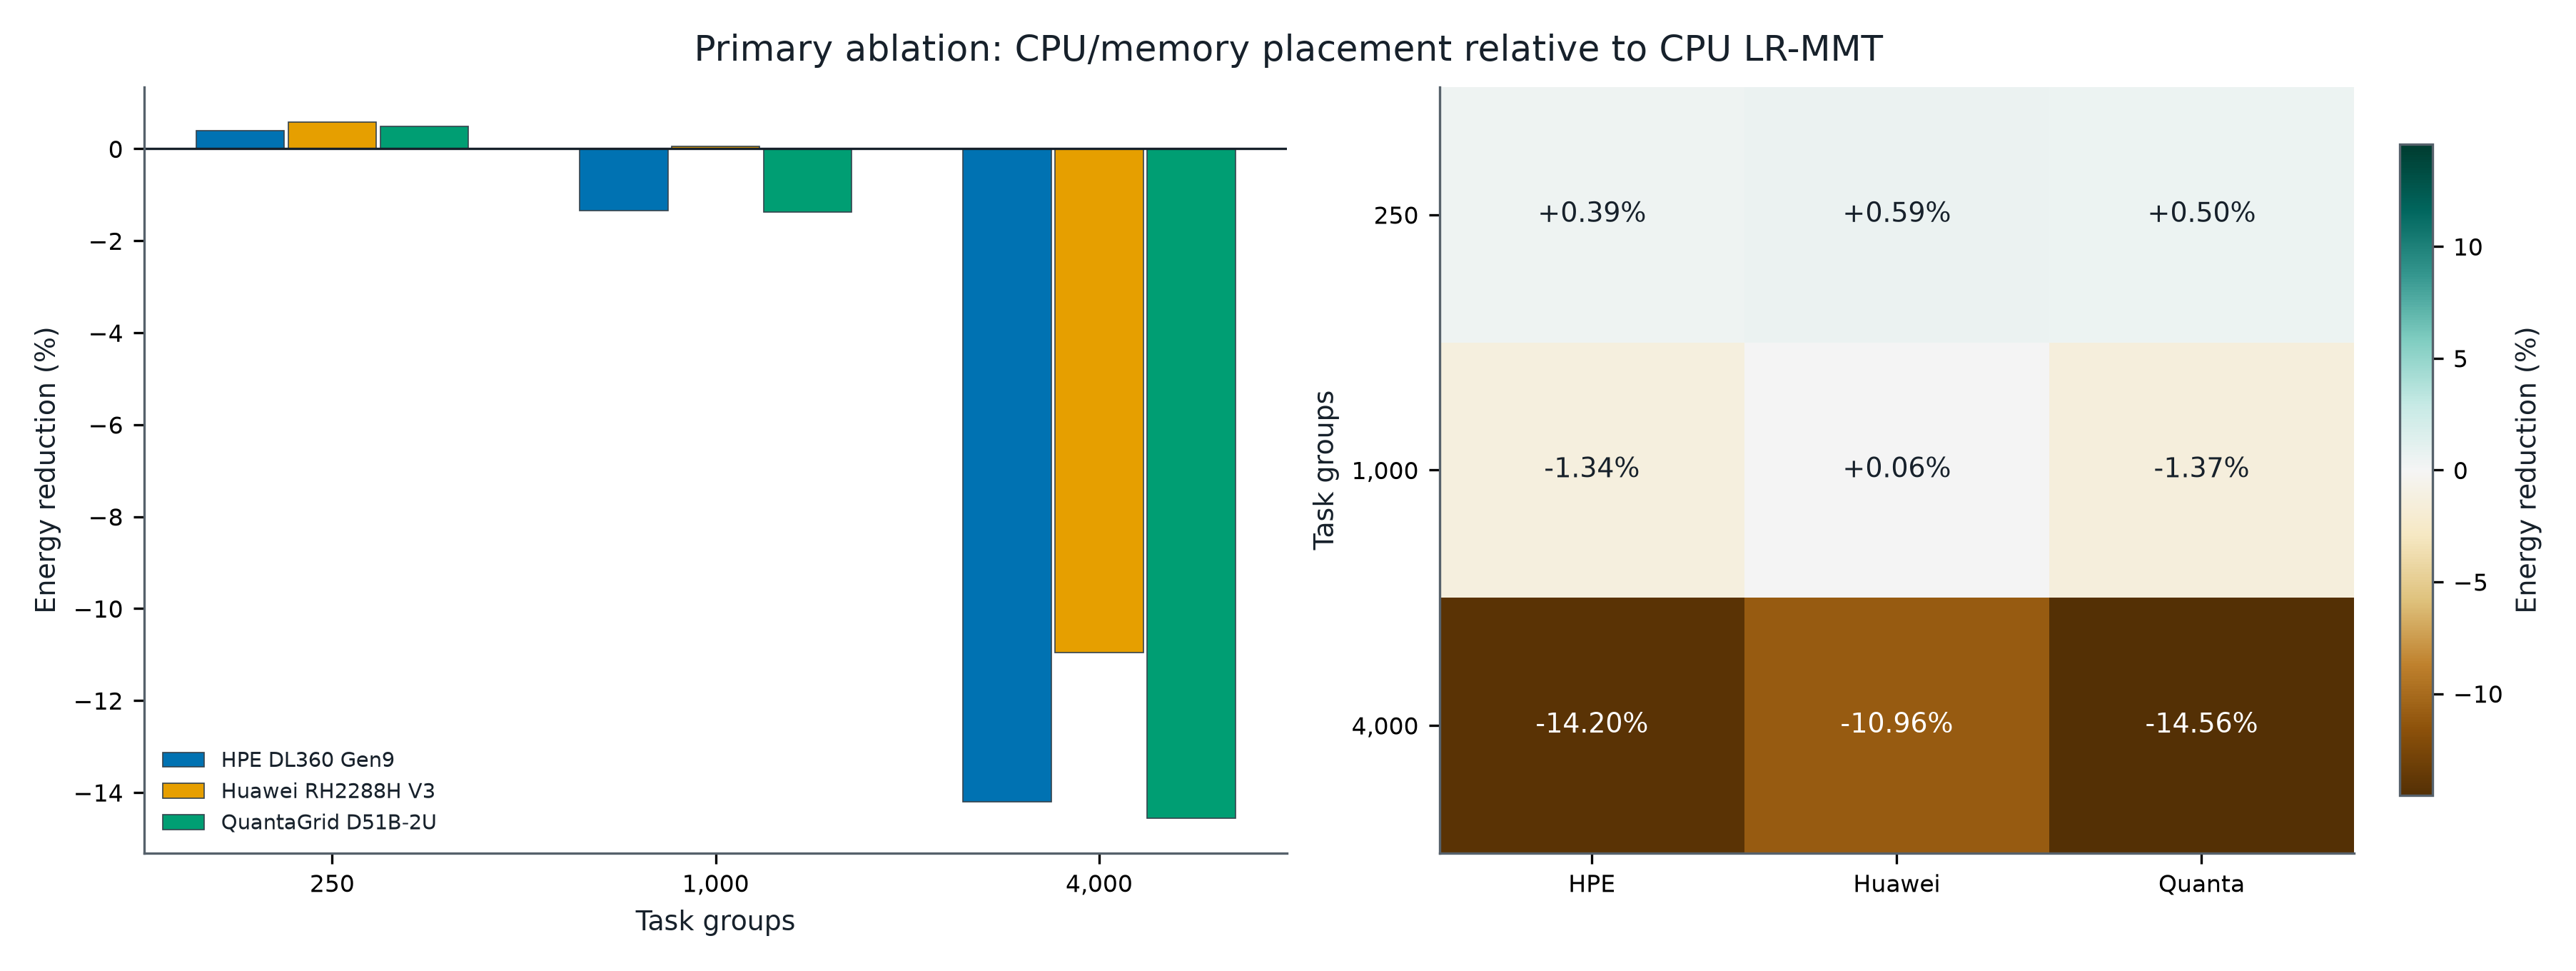 Primary ablation: CPU/memory placement relative to CPU LR-MMT
Energy reduction (%)
0
−2
−4
−6
−8
−10
−12
−14
HPE DL360 Gen9
Huawei RH2288H V3
QuantaGrid D51B-2U
250
1,000
4,000
Task groups
Task groups
250
1,000
4,000
+0.39% +0.59% +0.50%
-1.34% +0.06% -1.37%
-14.20% -10.96% -14.56%
HPE
Huawei
Quanta
10
5
0
−5
−10
Energy reduction (%)